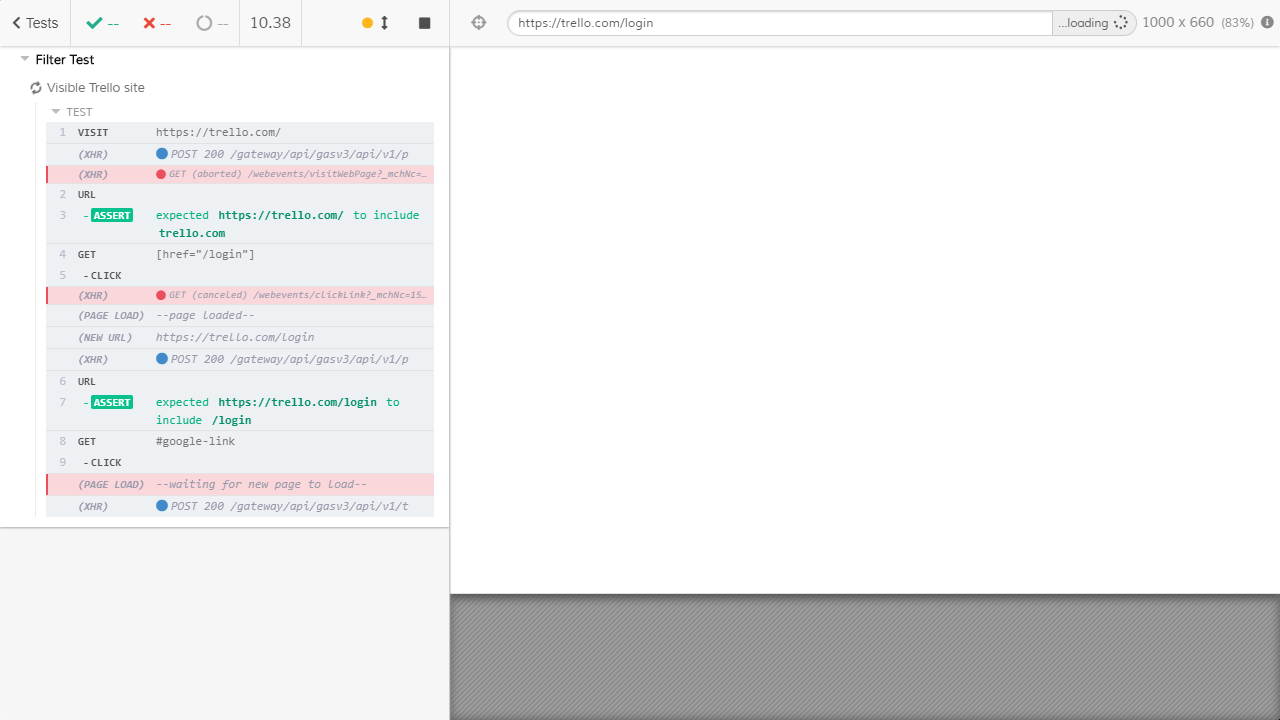 Tests -- -- -- 10.38
https://trello.com/login ...loading 1000 x 660 (83%)
Filter Test
Visible Trello site
TEST
1 VISIT https://trello.com/
(XHR) POST 200 /gateway/api/gasv3/api/v1/p
(XHR) GET (aborted) /webevents/visitWebPage?_mchNc=…
2 URL
3 -ASSERT expected https://trello.com/ to include
trello.com
4 GET [href="/login"]
5 -CLICK
(XHR) GET (canceled) /webevents/clickLink?_mchNc=15…
(PAGE LOAD) --page loaded--
(NEW URL) https://trello.com/login
(XHR) POST 200 /gateway/api/gasv3/api/v1/p
6 URL
7 -ASSERT expected https://trello.com/login to
include /login
8 GET #google-link
9 -CLICK
(PAGE LOAD) --waiting for new page to load--
(XHR) POST 200 /gateway/api/gasv3/api/v1/t